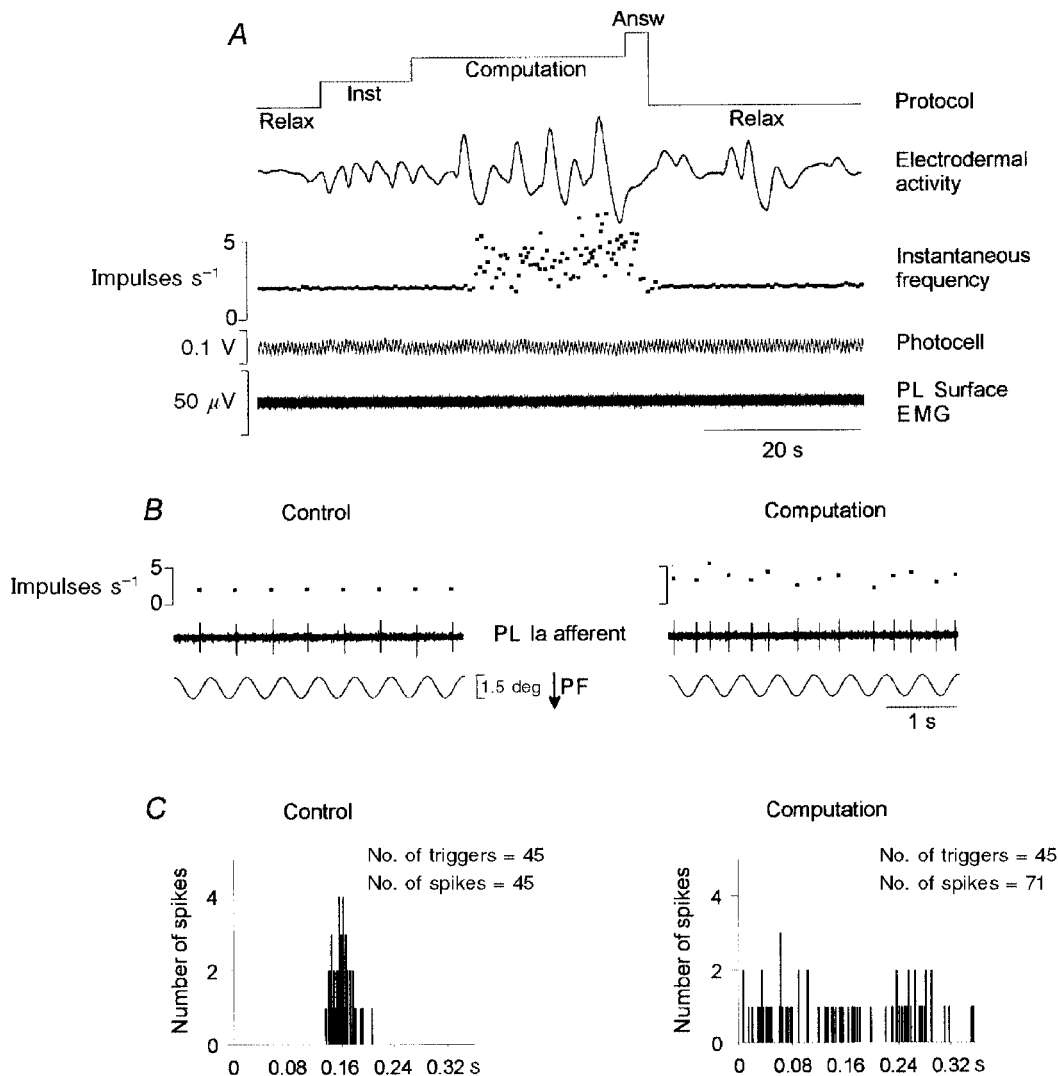 A
Answ
Computation
Inst
Relax
Relax
Protocol
Electrodermal
activity
5
Impulses s⁻¹
0
Instantaneous
frequency
0.1 V
Photocell
50 µV
PL Surface
EMG
20 s
B
Control
Computation
5
Impulses s⁻¹
0
PL Ia afferent
1.5 deg
PF
1 s
C
Control
Computation
No. of triggers = 45
No. of spikes = 45
Number of spikes
4
2
0
0 0.08 0.16 0.24 0.32 s
No. of triggers = 45
No. of spikes = 71
Number of spikes
4
2
0
0 0.08 0.16 0.24 0.32 s